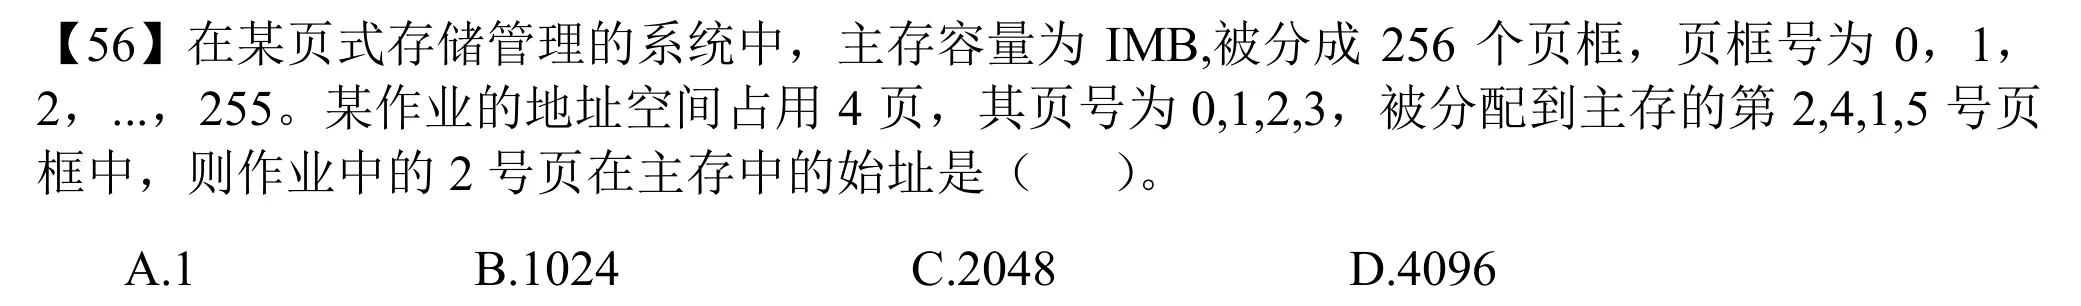 【56】在某页式存储管理的系统中，主存容量为 IMB,被分成 256 个页框，页框号为 0，1，
2，...，255。某作业的地址空间占用 4 页，其页号为 0,1,2,3，被分配到主存的第 2,4,1,5 号页
框中，则作业中的 2 号页在主存中的始址是（ ）。
A.1 B.1024 C.2048 D.4096